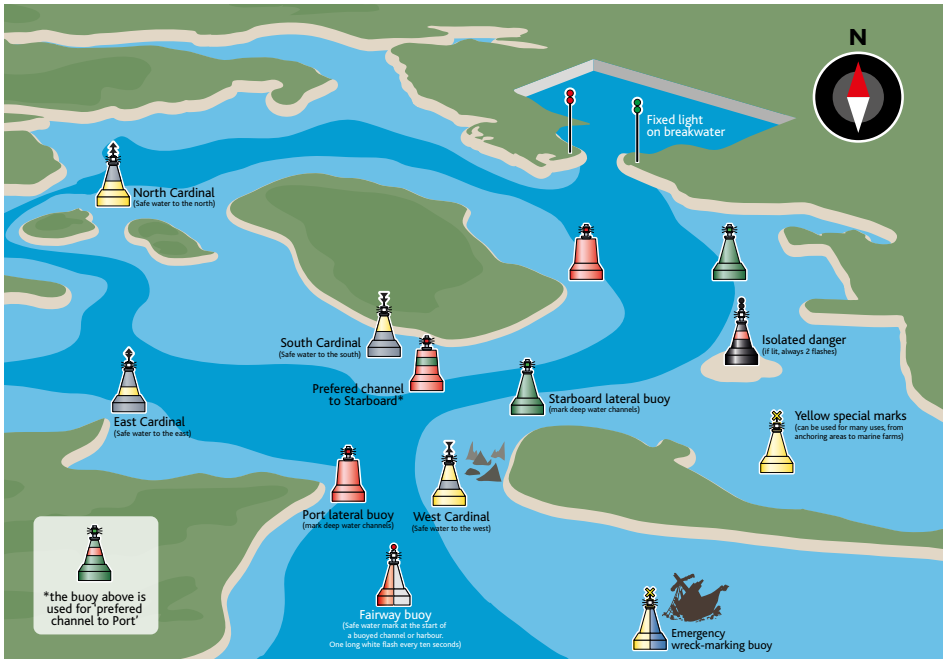 N
Fixed light
on breakwater
North Cardinal
(Safe water to the north)
South Cardinal
(Safe water to the south)
Isolated danger
(if lit, always 2 flashes)
Prefered channel
to Starboard*
Starboard lateral buoy
(mark deep water channels)
East Cardinal
(Safe water to the east)
Yellow special marks
(can be used for many uses, from
anchoring areas to marine farms)
Port lateral buoy
(mark deep water channels)
West Cardinal
(Safe water to the west)
*the buoy above is
used for ‘prefered
channel to Port’
Fairway buoy
(Safe water mark at the start of
a buoyed channel or harbour.
One long white flash every ten seconds)
Emergency
wreck-marking buoy